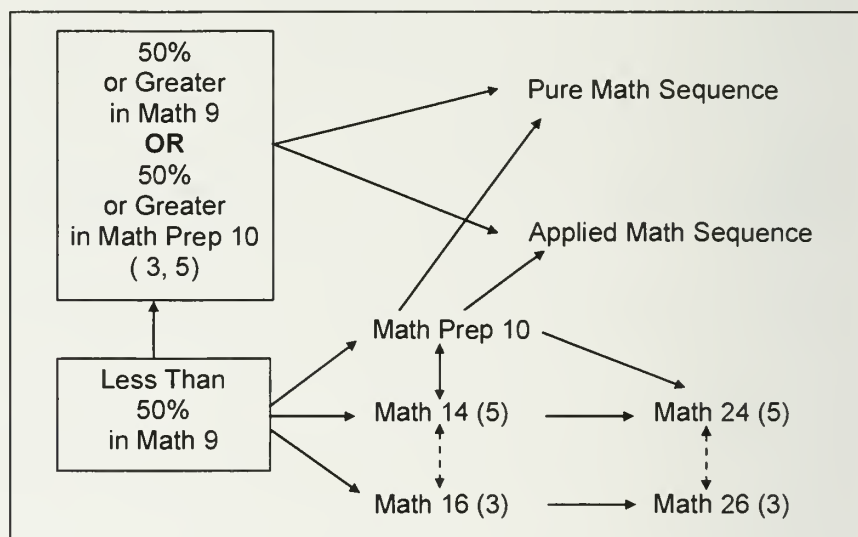 50%
or Greater
in Math 9
OR
50%
or Greater
in Math Prep 10
( 3, 5)
Pure Math Sequence
Applied Math Sequence
Math Prep 10
Less Than
50%
in Math 9
Math 14 (5)
Math 24 (5)
Math 16 (3)
Math 26 (3)